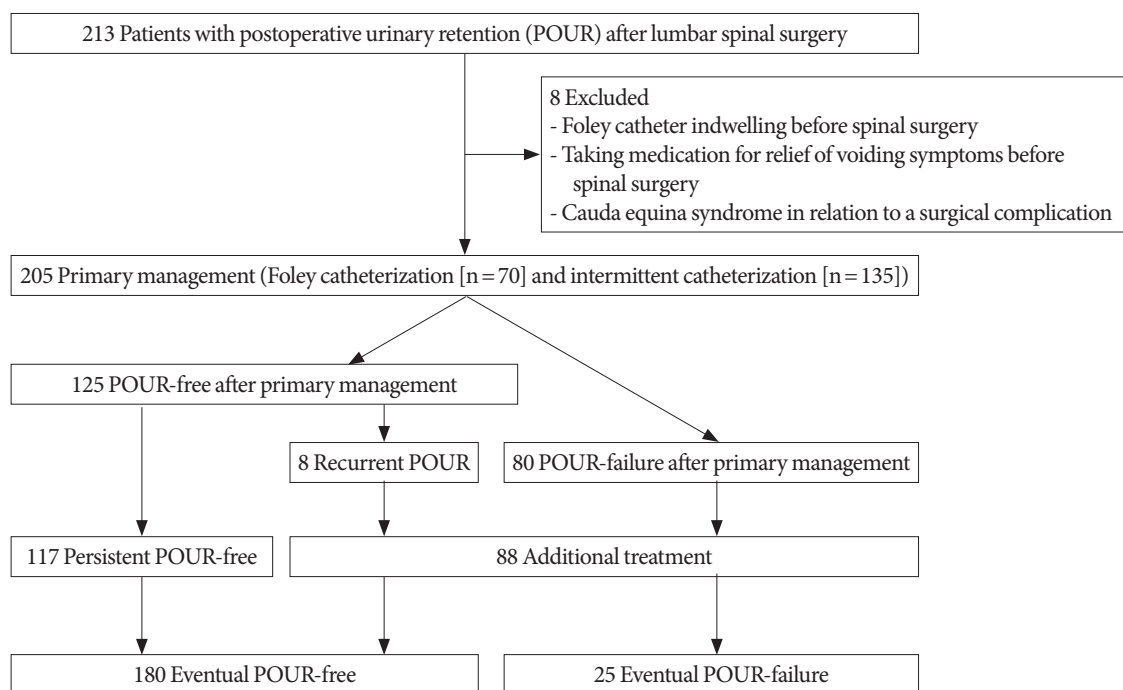 213 Patients with postoperative urinary retention (POUR) after lumbar spinal surgery
8 Excluded
- Foley catheter indwelling before spinal surgery
- Taking medication for relief of voiding symptoms before
spinal surgery
- Cauda equina syndrome in relation to a surgical complication
205 Primary management (Foley catheterization [n=70] and intermittent catheterization [n=135])
125 POUR-free after primary management
8 Recurrent POUR
80 POUR-failure after primary management
117 Persistent POUR-free
88 Additional treatment
180 Eventual POUR-free
25 Eventual POUR-failure